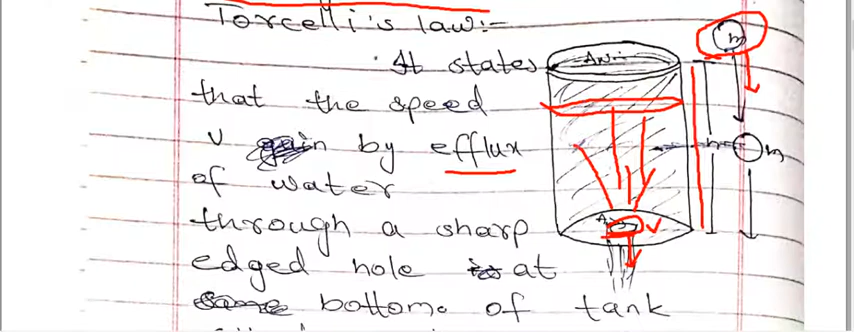 Torcelli's law:-
It states
that the speed
v by efflux
of water
through a sharp
edged hole at
bottom of tank
m
h
m
v